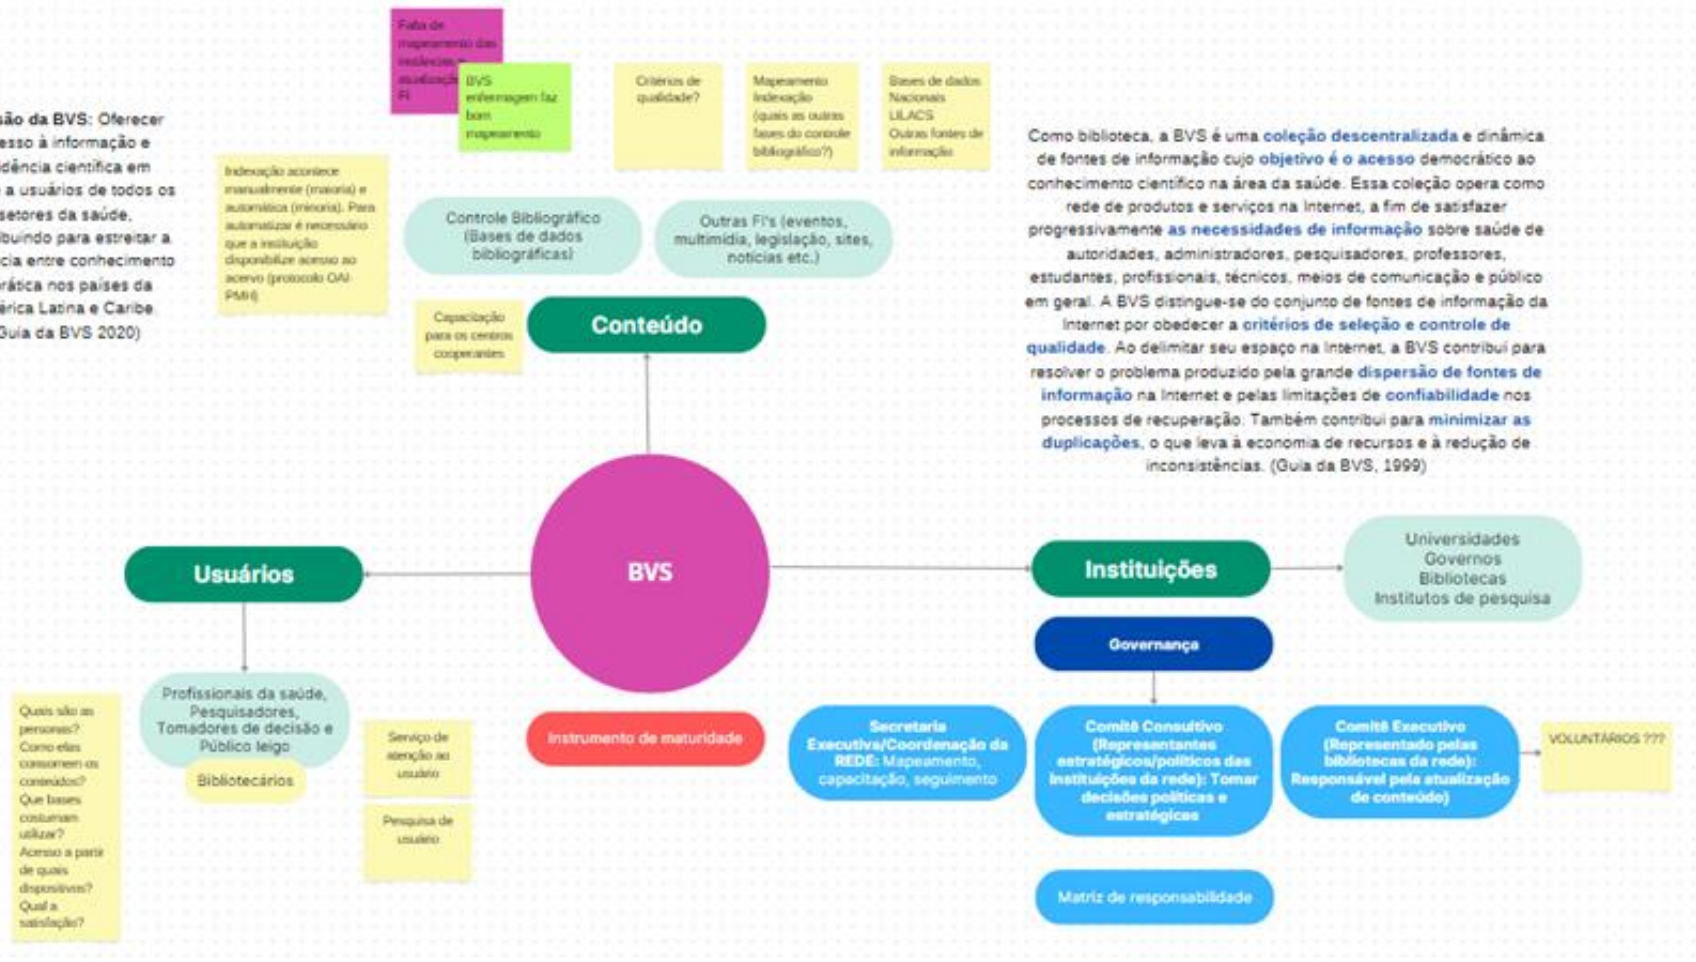 Falta de
mapeamento das
FI
BVS
enfermagem faz
bom
mapeamento
Critérios de
qualidade?
Mapeamento
Indexação
(quais as outras
fases do controle
bibliográfico?)
Bases de dados
Nacionais
LILACS
Outras fontes de
informação
são da BVS: Oferecer
esso à informação e
idência científica em
a usuários de todos os
setores da saúde,
ibuindo para estreitar a
cia entre conhecimento
rática nos países da
érica Latina e Caribe.
Guia da BVS 2020)
Indexação acontece
manualmente (maioria) e
automática (minoria). Para
automatizar é necessário
que a instituição
disponibilize acesso ao
acervo (protocolo OAI-
PMH)
Controle Bibliográfico
(Bases de dados
bibliográficas)
Outras FI's (eventos,
multimídia, legislação, sites,
notícias etc.)
Capacitação
para os centros
cooperantes
Conteúdo
Como biblioteca, a BVS é uma coleção descentralizada e dinâmica
de fontes de informação cujo objetivo é o acesso democrático ao
conhecimento científico na área da saúde. Essa coleção opera como
rede de produtos e serviços na Internet, a fim de satisfazer
progressivamente as necessidades de informação sobre saúde de
autoridades, administradores, pesquisadores, professores,
estudantes, profissionais, técnicos, meios de comunicação e público
em geral. A BVS distingue-se do conjunto de fontes de informação da
Internet por obedecer a critérios de seleção e controle de
qualidade. Ao delimitar seu espaço na Internet, a BVS contribui para
resolver o problema produzido pela grande dispersão de fontes de
informação na Internet e pelas limitações de confiabilidade nos
processos de recuperação. Também contribui para minimizar as
duplicações, o que leva à economia de recursos e à redução de
inconsistências. (Guia da BVS, 1999)
Usuários
BVS
Instituições
Universidades
Governos
Bibliotecas
Institutos de pesquisa
Governança
Profissionais da saúde,
Pesquisadores,
Tomadores de decisão e
Público leigo
Bibliotecários
Quais são as
personas?
Como elas
consomem os
conteúdos?
Que bases
costumam
utilizar?
Acesso a partir
de quais
dispositivos?
Qual a
satisfação?
Serviço de
atenção ao
usuário
Pesquisa de
usuário
Instrumento de maturidade
Secretaria
Executiva/Coordenação da
REDE: Mapeamento,
capacitação, seguimento
Comitê Consultivo
(Representantes
estratégicos/políticos das
Instituições da rede): Tomar
decisões políticas e
estratégicas
Comitê Executivo
(Representado pelas
bibliotecas da rede):
Responsável pela atualização
de conteúdo)
VOLUNTÁRIOS ???
Matriz de responsabilidade